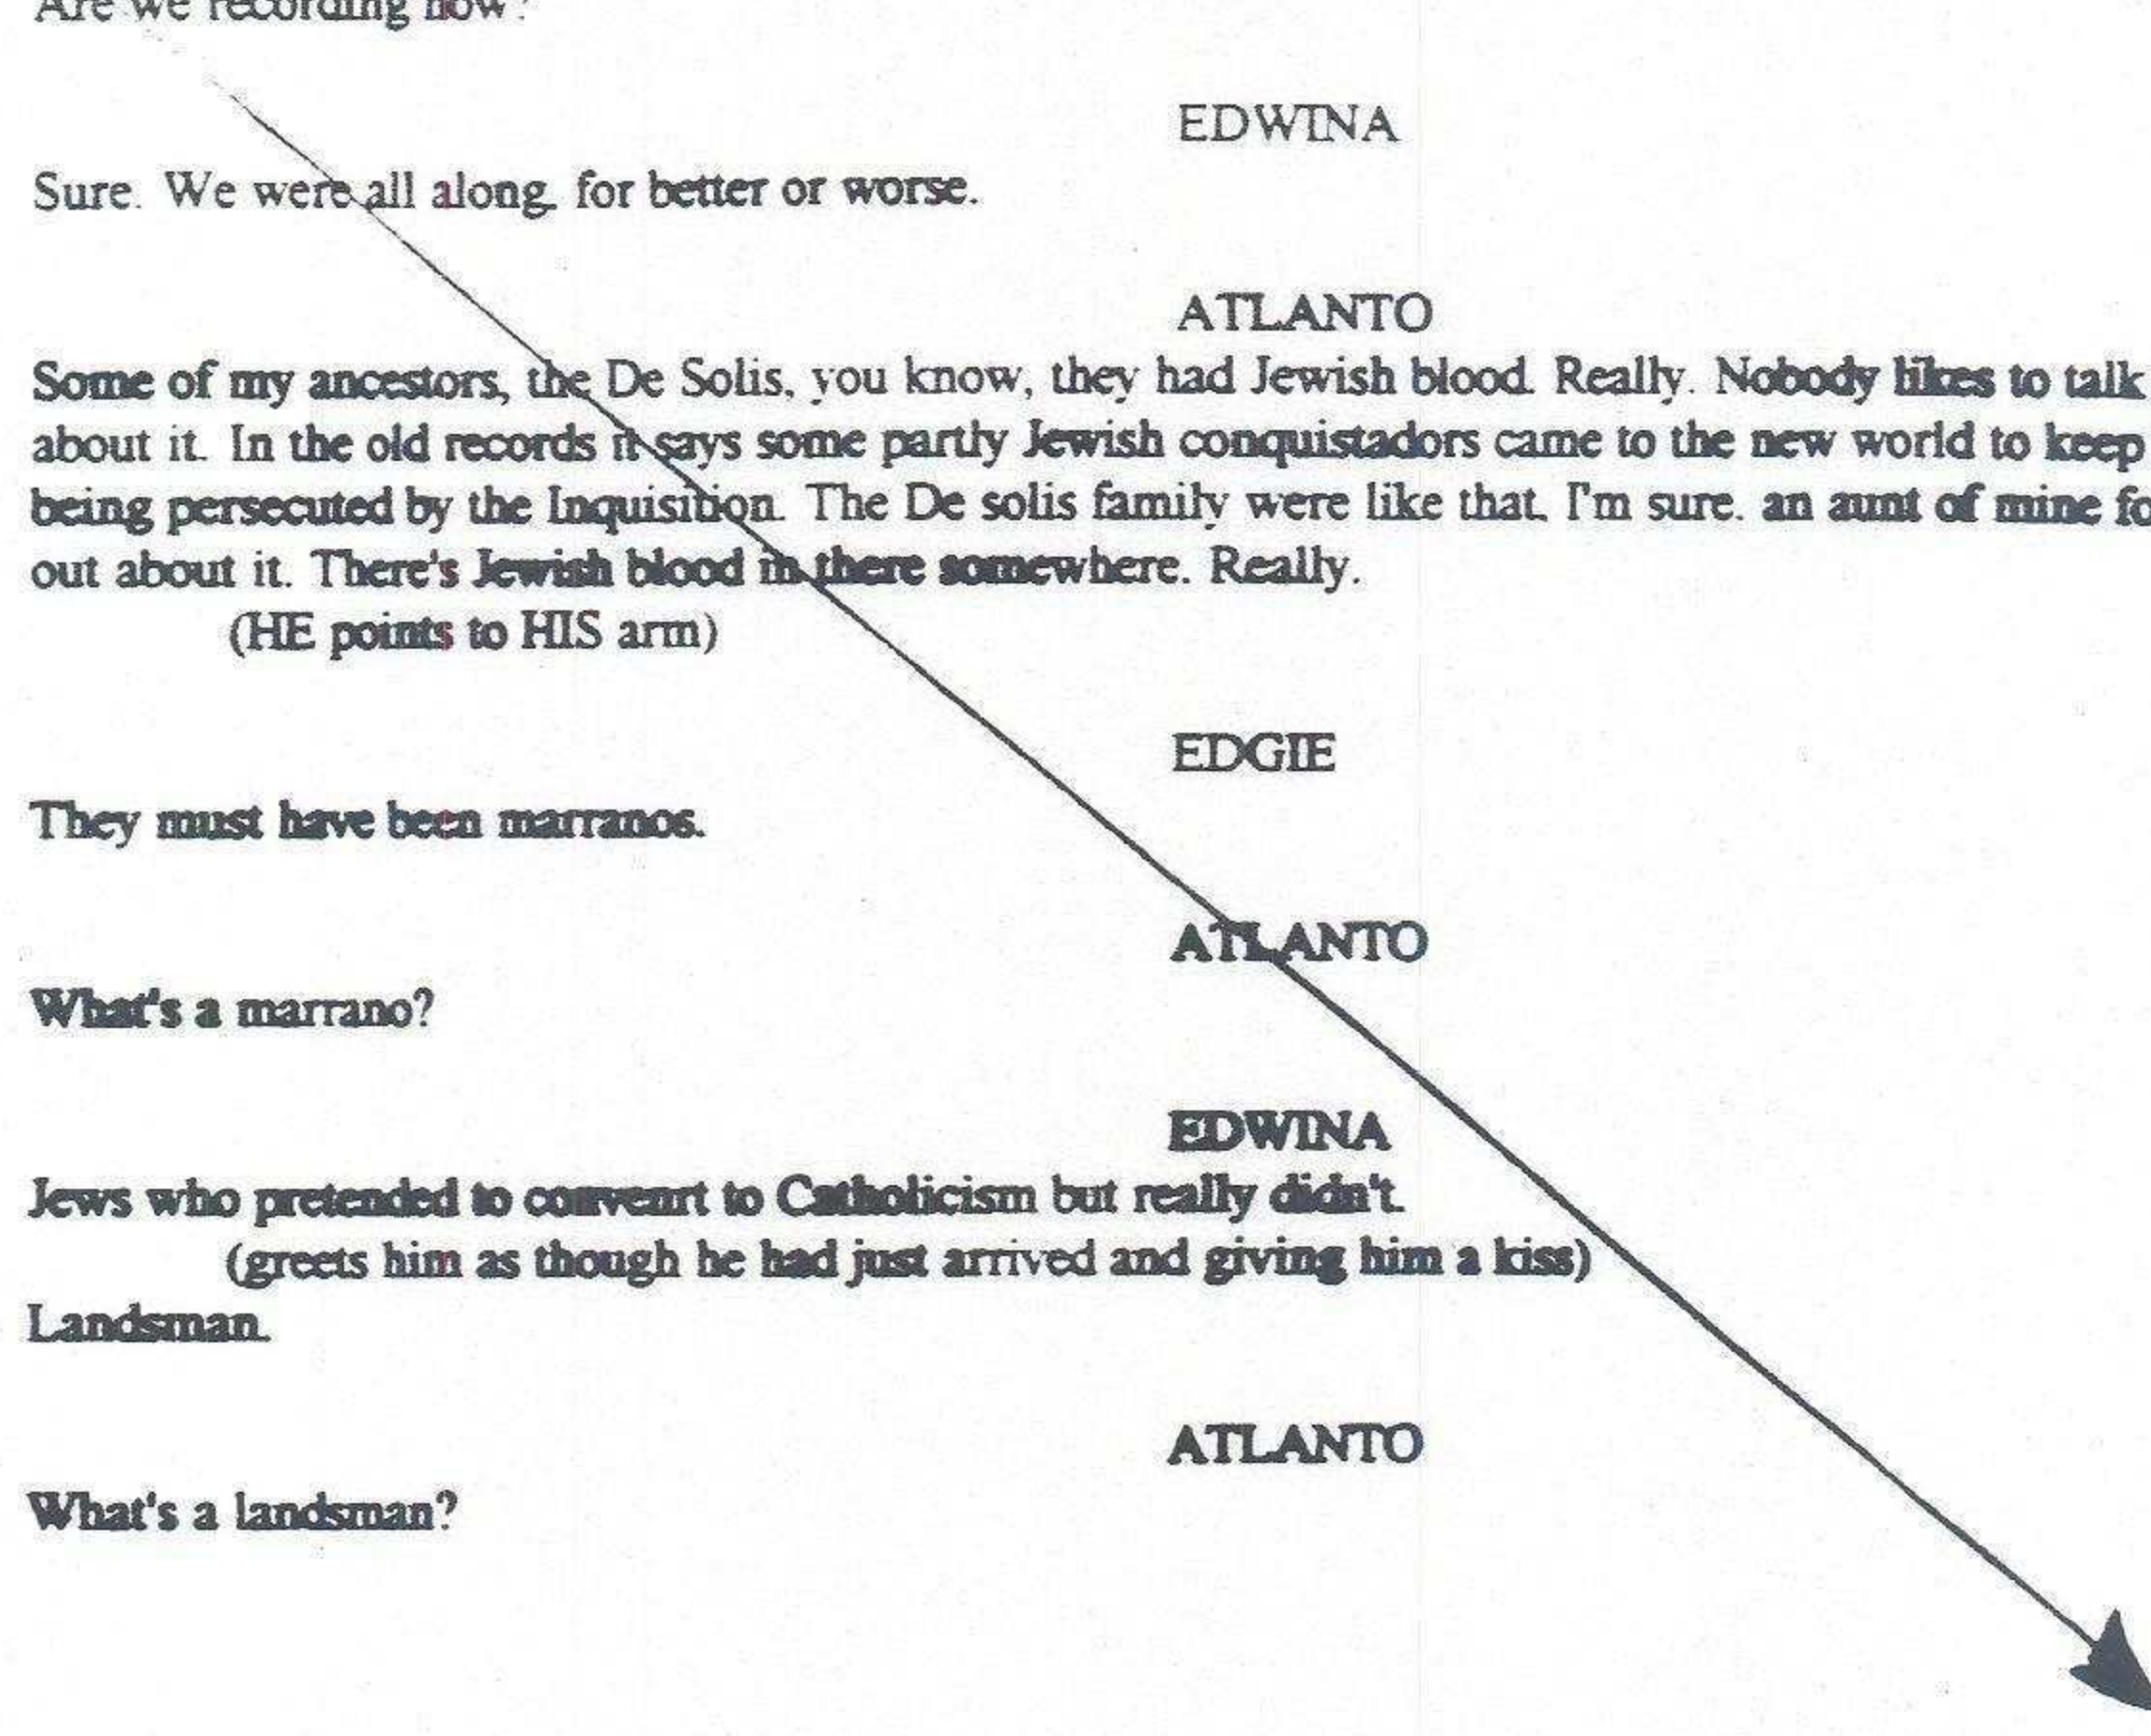 Are we recording now?
EDWINA
Sure. We were all along, for better or worse.
ATLANTO
Some of my ancestors, the De Solis, you know, they had Jewish blood. Really. Nobody likes to talk
about it. In the old records it says some partly Jewish conquistadors came to the new world to keep
being persecuted by the Inquisition. The De solis family were like that. I'm sure. an aunt of mine fo
out about it. There's Jewish blood in there somewhere. Really.
(HE points to HIS arm)
EDGIE
They must have been marranos.
ATLANTO
What's a marrano?
EDWINA
Jews who pretended to convenrt to Catholicism but really didn't.
(greets him as though he had just arrived and giving him a kiss)
Landsman.
ATLANTO
What's a landsman?